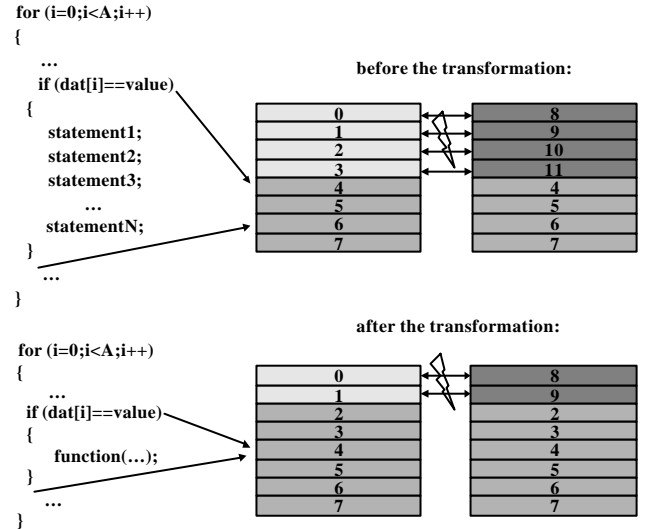 for (i=0;i<A;i++)
{
...
if (dat[i]==value)
{
statement1;
statement2;
statement3;
...
statementN;
}
...
}
before the transformation:
0 8
1 9
2 10
3 11
4 4
5 5
6 6
7 7
for (i=0;i<A;i++)
{
...
if (dat[i]==value)
{
function(...);
}
...
}
after the transformation:
0 8
1 9
2 2
3 3
4 4
5 5
6 6
7 7